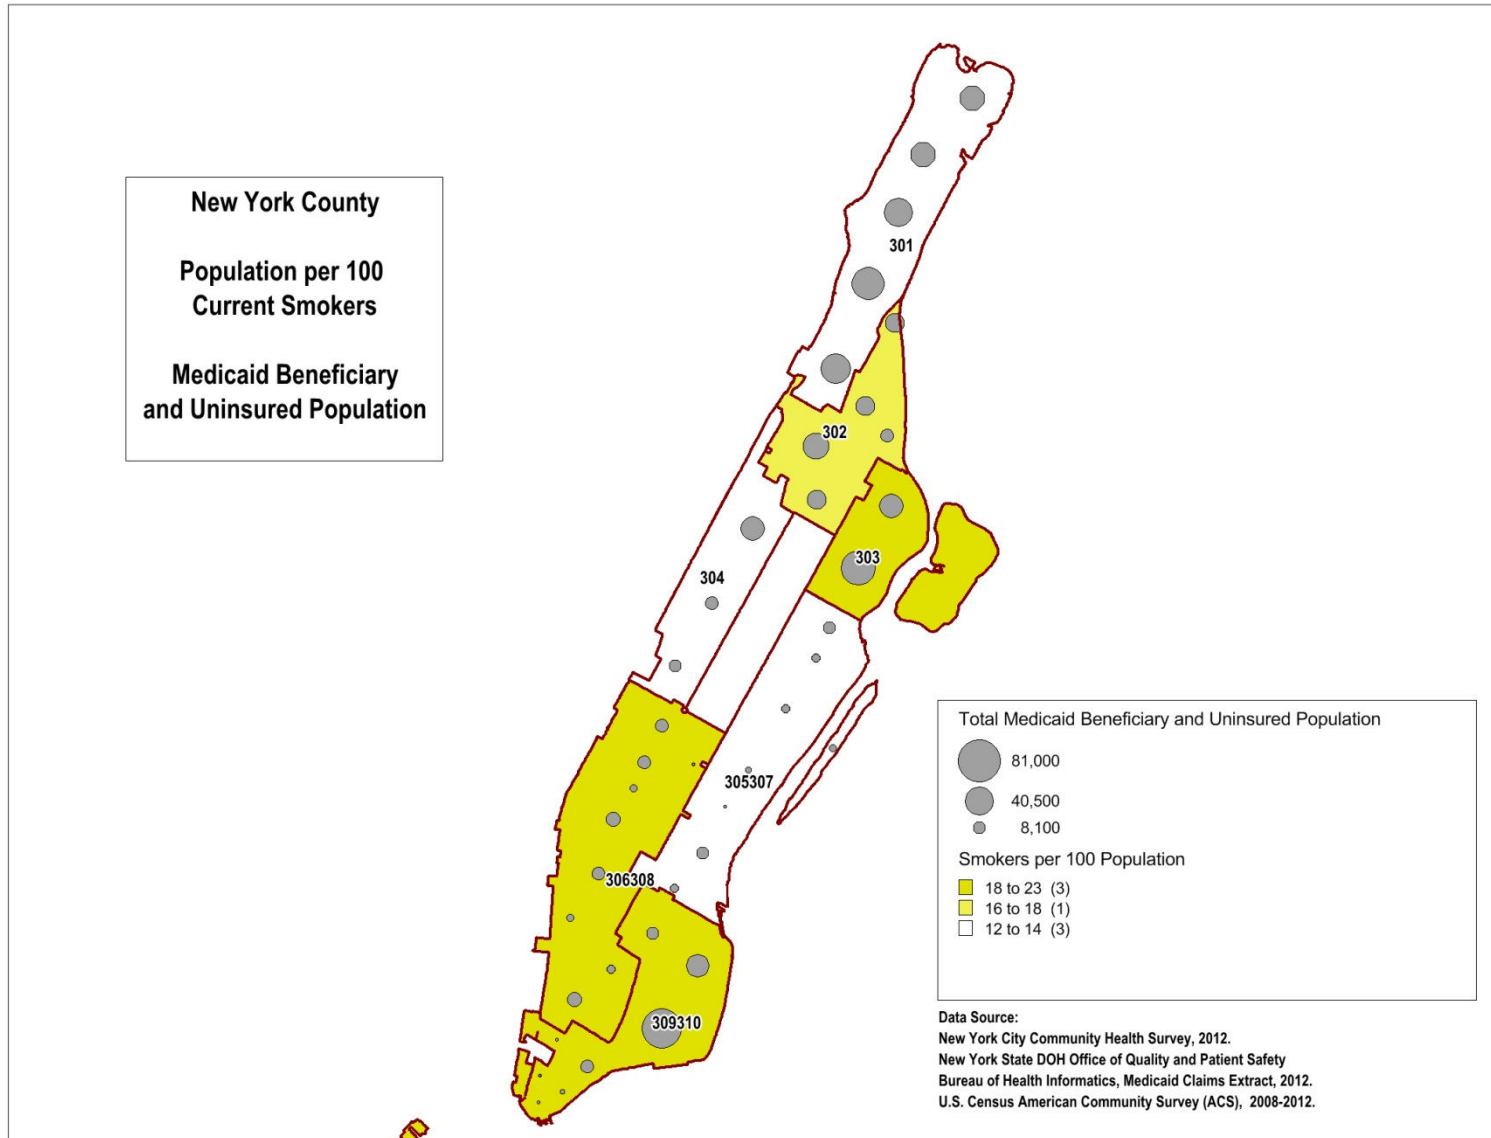 New York County
Population per 100
Current Smokers
Medicaid Beneficiary
and Uninsured Population
301
302
303
304
305307
306308
309310
Total Medicaid Beneficiary and Uninsured Population
81,000
40,500
8,100
Smokers per 100 Population
18 to 23 (3)
16 to 18 (1)
12 to 14 (3)
Data Source:
New York City Community Health Survey, 2012.
New York State DOH Office of Quality and Patient Safety
Bureau of Health Informatics, Medicaid Claims Extract, 2012.
U.S. Census American Community Survey (ACS), 2008-2012.